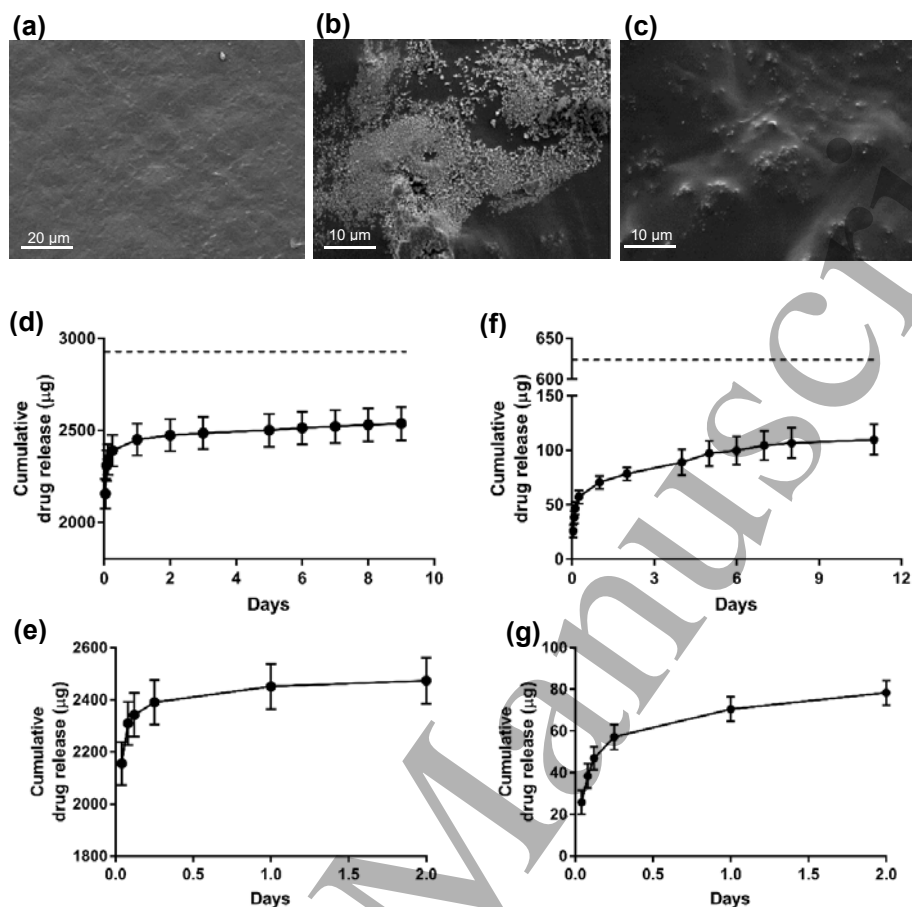 (a)
(b)
(c)
20 µm
10 µm
10 µm
(d)
3000
2500
2000
Cumulative
drug release (µg)
0 2 4 6 8 10
Days
(f)
650
600
150
100
50
0
Cumulative
drug release (µg)
0 3 6 9 12
Days
(e)
2600
2400
2200
2000
1800
Cumulative
drug release (µg)
0.0 0.5 1.0 1.5 2.0
Days
(g)
100
80
60
40
20
0
Cumulative
drug release (µg)
0.0 0.5 1.0 1.5 2.0
Days
Manuscri